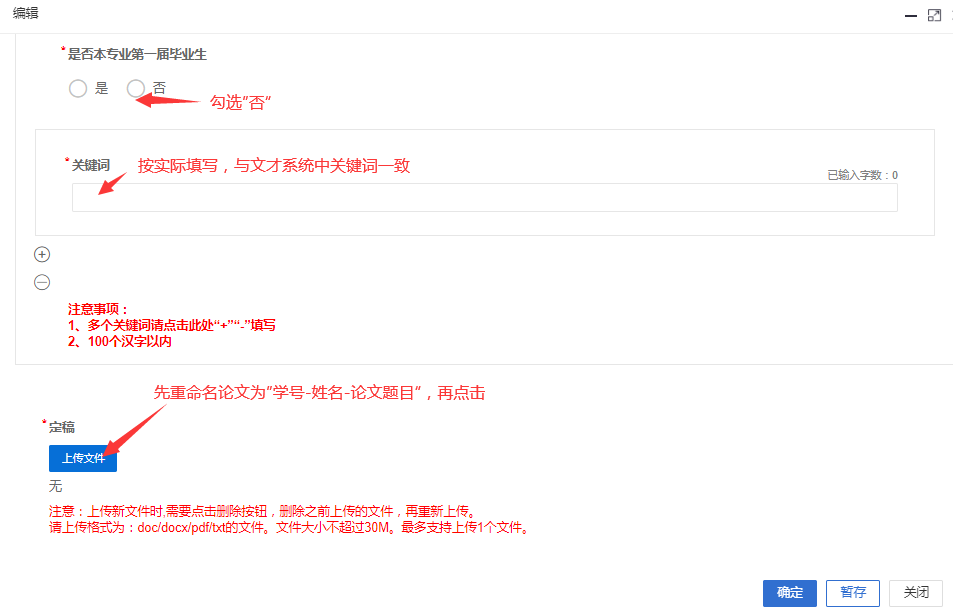 编辑
*是否本专业第一届毕业生
是 否
勾选"否"
*关键词
按实际填写，与文才系统中关键词一致
已输入字数：0
注意事项：
1、多个关键词请点击此处“+”“-”填写
2、100个汉字以内
先重命名论文为"学号-姓名-论文题目"，再点击
*定稿
上传文件
无
注意：上传新文件时,需要点击删除按钮，删除之前上传的文件，再重新上传。
请上传格式为：doc/docx/pdf/txt的文件。文件大小不超过30M。最多支持上传1个文件。
确定 暂存 关闭